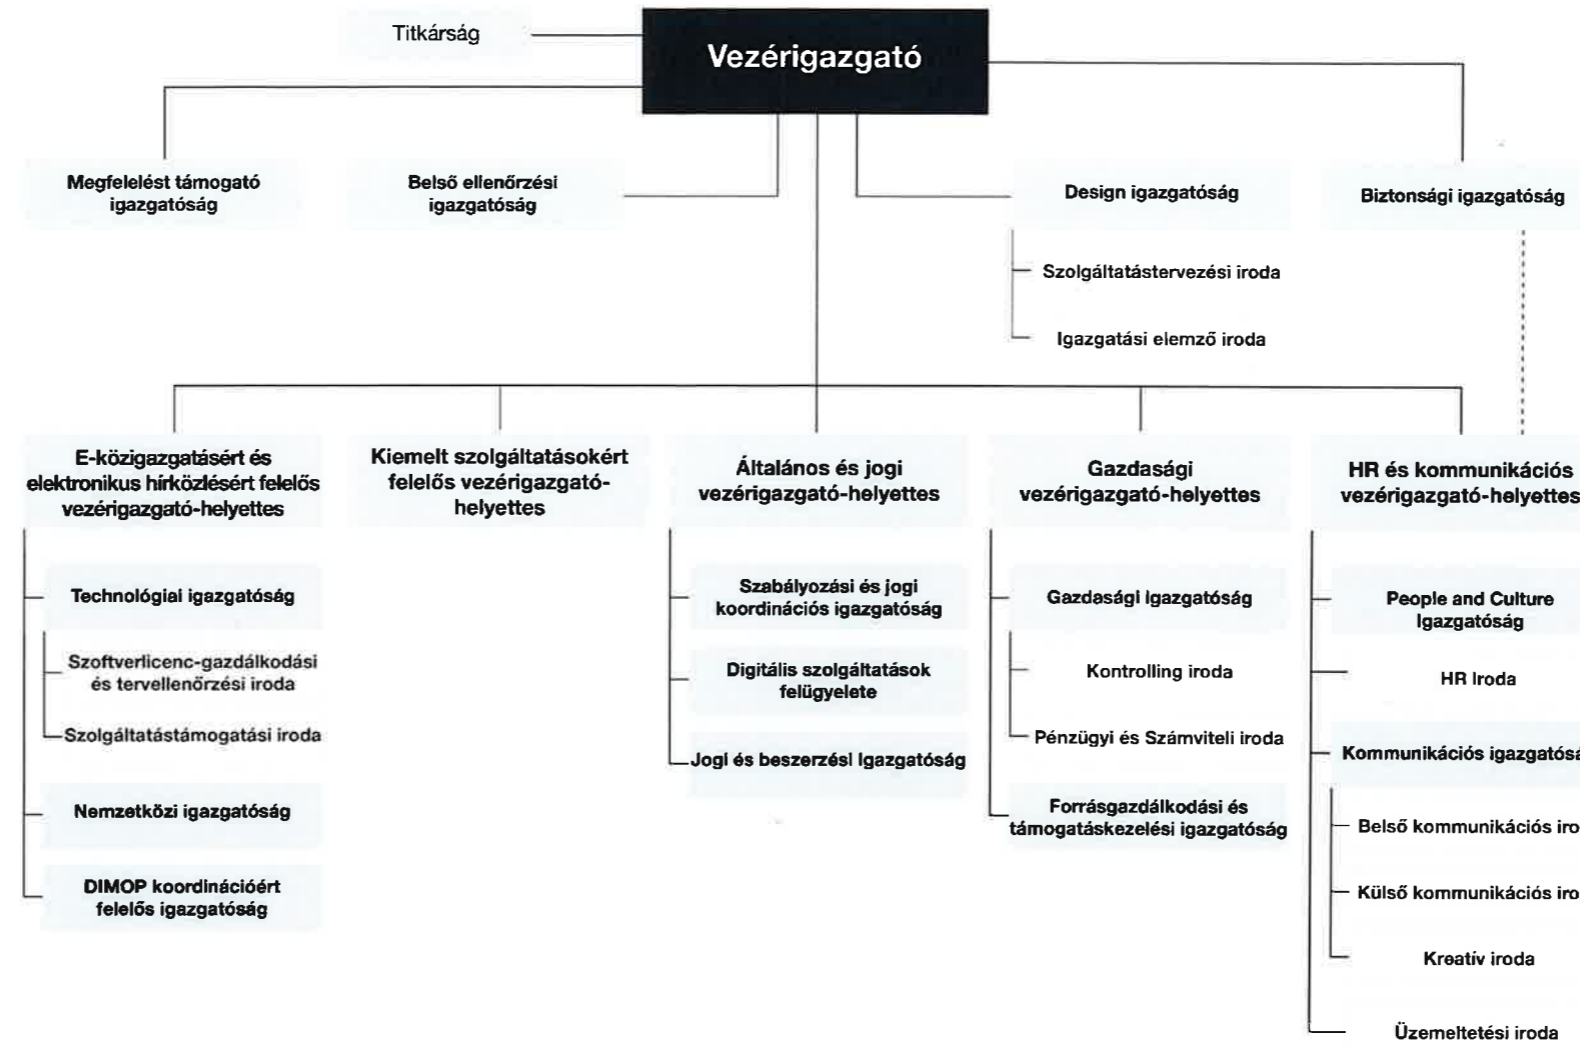 Titkárság
Vezérigazgató
Megfelelést támogató
igazgatóság
Belső ellenőrzési
igazgatóság
Design igazgatóság
Biztonsági igazgatóság
Szolgáltatástervezési iroda
Igazgatási elemző iroda
E-közigazgatásért és
elektronikus hírközlésért felelős
vezérigazgató-helyettes
Kiemelt szolgáltatásokért
felelős vezérigazgató-
helyettes
Általános és jogi
vezérigazgató-helyettes
Gazdasági
vezérigazgató-helyettes
HR és kommunikációs
vezérigazgató-helyettes
Technológiai igazgatóság
Szoftverlicenc-gazdálkodási
és tervellenőrzési iroda
Szolgáltatástámogatási iroda
Nemzetközi igazgatóság
DIMOP koordinációért
felelős igazgatóság
Szabályozási és jogi
koordinációs igazgatóság
Digitális szolgáltatások
felügyelete
Jogi és beszerzési Igazgatóság
Gazdasági Igazgatóság
Kontrolling iroda
Pénzügyi és Számviteli iroda
Forrásgazdálkodási és
támogatáskezelési igazgatóság
People and Culture
Igazgatóság
HR Iroda
Kommunikációs
Belső kommunikációs
Külső kommunikációs
Kreatív iroda
Üzemeltetési iroda